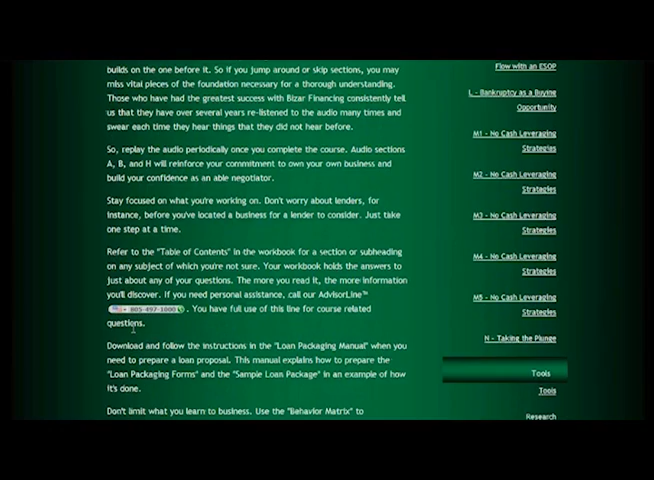 builds on the one before it. So if you jump around or skip sections, you may
miss vital pieces of the foundation necessary for a thorough understanding.
Those who have had the greatest success with Bizar Financing consistently tell
us that they have over several years re-listened to the audio many times and
swear each time they hear things that they did not hear before.
So, replay the audio periodically once you complete the course. Audio sections
A, B, and H will reinforce your commitment to own your own business and
build your confidence as an able negotiator.
Stay focused on what you're working on. Don't worry about lenders, for
instance, before you've located a business for a lender to consider. Just take
one step at a time.
Refer to the "Table of Contents" in the workbook for a section or subheading
on any subject of which you're not sure. Your workbook holds the answers to
just about any of your questions. The more you read it, the more information
you'll discover. If you need personal assistance, call our AdvisorLine™
805-497-1000 . You have full use of this line for course related
questions.
Download and follow the instructions in the "Loan Packaging Manual" when you
need to prepare a loan proposal. This manual explains how to prepare the
"Loan Packaging Forms" and the "Sample Loan Package" in an example of how
it's done.
Don't limit what you learn to business. Use the "Behavior Matrix" to
Flow with an ESOP
L - Bankruptcy as a Buying
Opportunity
M1 - No Cash Leveraging
Strategies
M2 - No Cash Leveraging
Strategies
M3 - No Cash Leveraging
Strategies
M4 - No Cash Leveraging
Strategies
M5 - No Cash Leveraging
Strategies
N - Taking the Plunge
Tools
Tools
Research